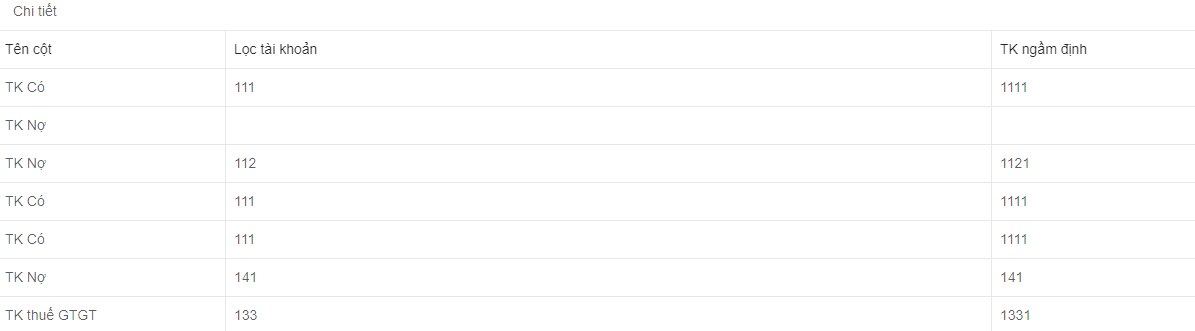 Chi tiết
Tên cột Lọc tài khoản TK ngầm định
TK Có 111 1111
TK Nợ
TK Nợ 112 1121
TK Có 111 1111
TK Có 111 1111
TK Nợ 141 141
TK thuế GTGT 133 1331